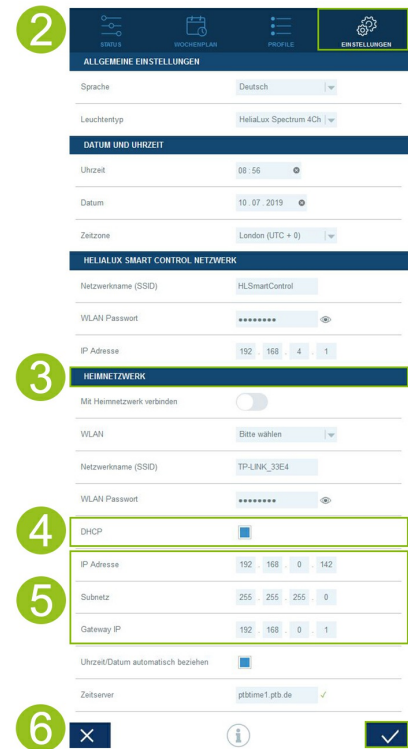 2
STATUS WOCHENPLAN PROFILE EINSTELLUNGEN
ALLGEMEINE EINSTELLUNGEN
Sprache Deutsch
Leuchtentyp HeliaLux Spectrum 4Ch
DATUM UND UHRZEIT
Uhrzeit 08 : 56
Datum 10 . 07 . 2019
Zeitzone London (UTC + 0)
HELIALUX SMART CONTROL NETZWERK
Netzwerkname (SSID) HLSmartControl
WLAN Passwort ••••••••
IP Adresse 192 . 168 . 4 . 1
3 HEIMNETZWERK
Mit Heimnetzwerk verbinden
WLAN Bitte wählen
Netzwerkname (SSID) TP-LINK_33E4
WLAN Passwort ••••••••
4 DHCP
IP Adresse 192 . 168 . 0 . 142
5 Subnetz 255 . 255 . 255 . 0
Gateway IP 192 . 168 . 0 . 1
Uhrzeit/Datum automatisch beziehen
Zeitserver ptbtime1.ptb.de ✓
6 i